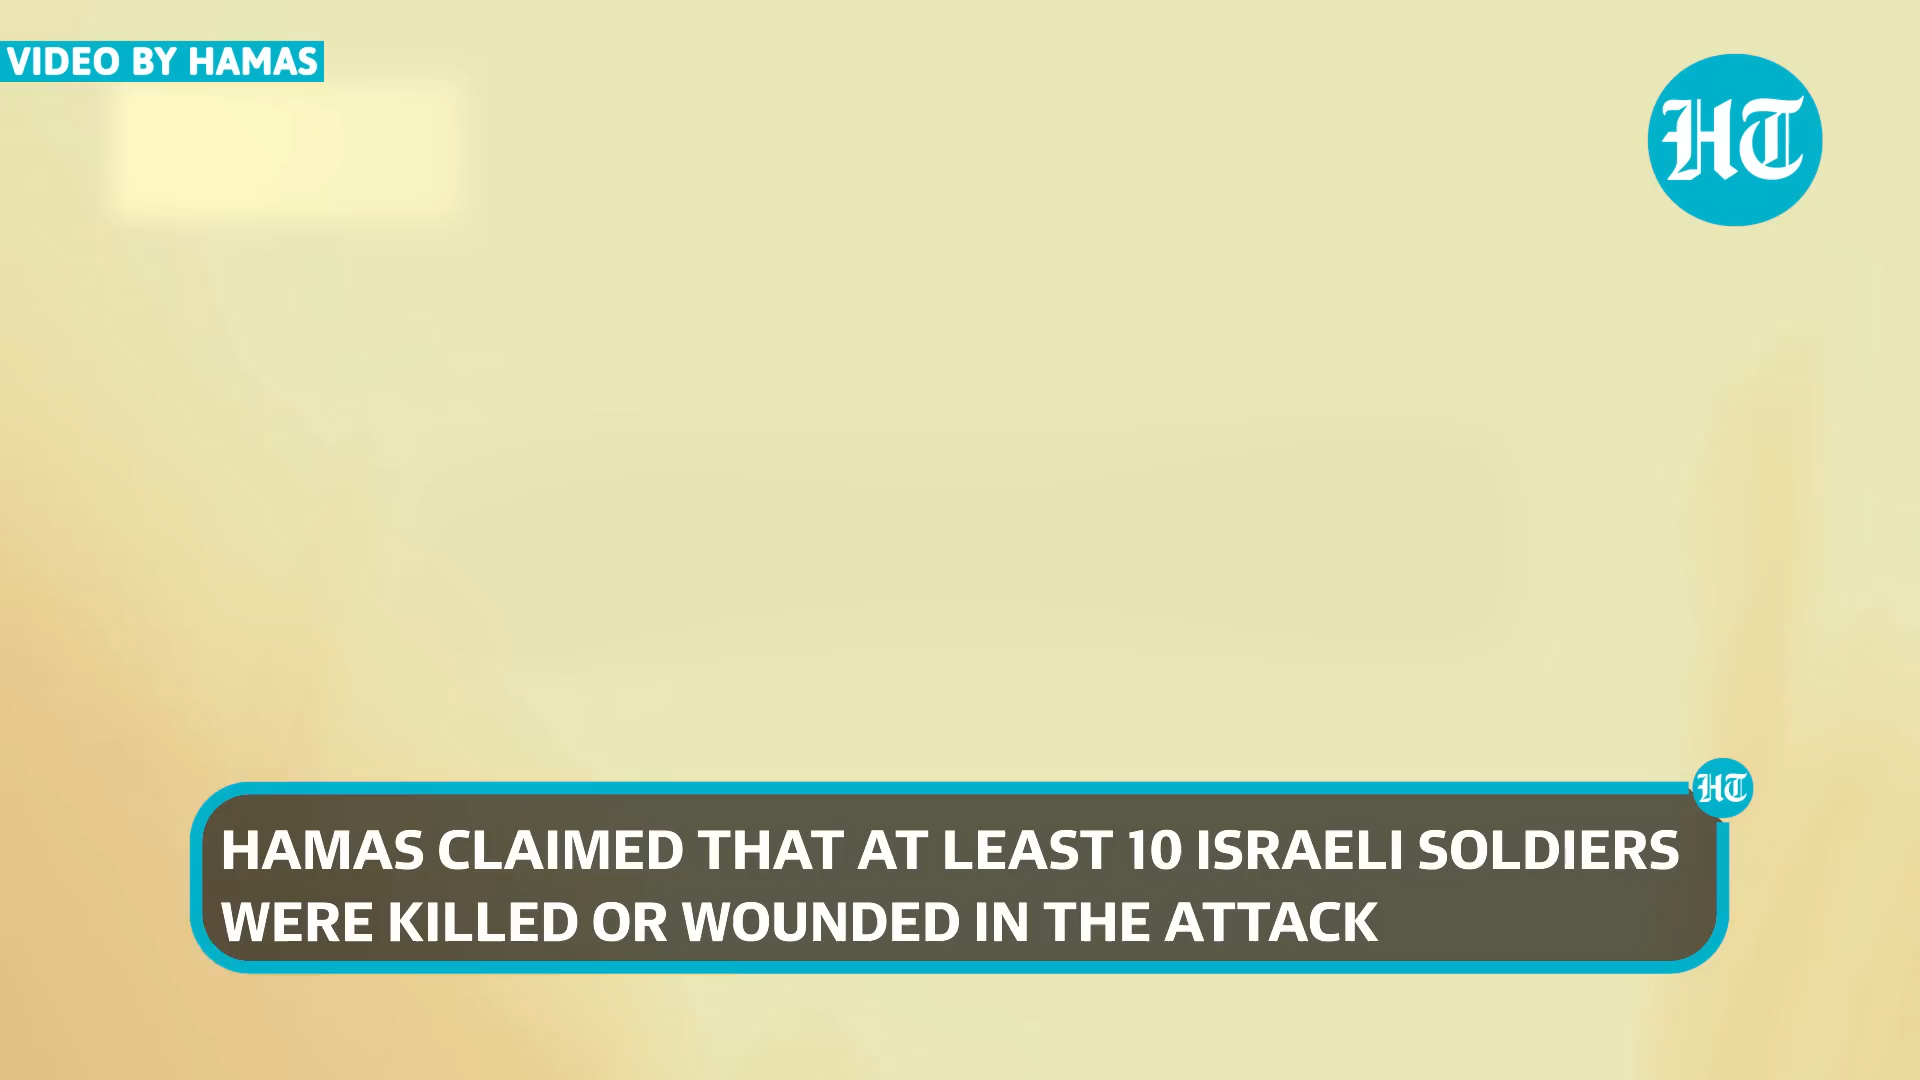 VIDEO BY HAMAS
HT
HT
HAMAS CLAIMED THAT AT LEAST 10 ISRAELI SOLDIERS
WERE KILLED OR WOUNDED IN THE ATTACK